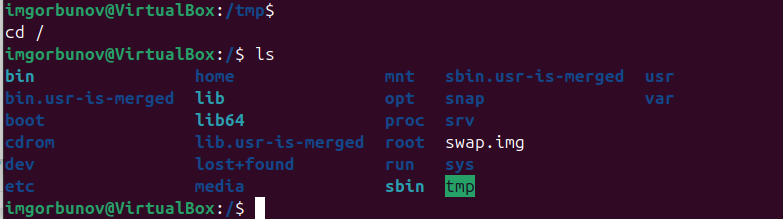 imgorbunov@VirtualBox:/tmp$
cd /
imgorbunov@VirtualBox:/$ ls
bin home mnt sbin.usr-is-merged usr
bin.usr-is-merged lib opt snap var
boot lib64 proc srv
cdrom lib.usr-is-merged root swap.img
dev lost+found run sys
etc media sbin tmp
imgorbunov@VirtualBox:/$